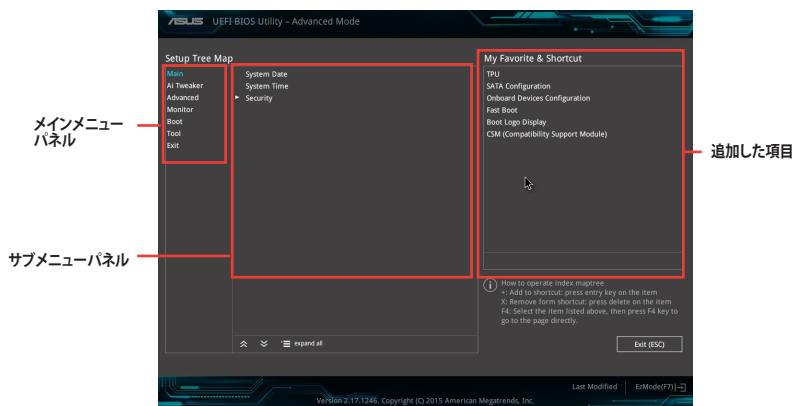 ASUS UEFI BIOS Utility – Advanced Mode
Setup Tree Map
Main
Ai Tweaker
Advanced
Monitor
Boot
Tool
Exit
System Date
System Time
Security
My Favorite & Shortcut
TPU
SATA Configuration
Onboard Devices Configuration
Fast Boot
Boot Logo Display
CSM (Compatibility Support Module)
メインメニュー
パネル
サブメニューパネル
追加した項目
How to operate index maptree
+: Add to shortcut: press entry key on the item
X: Remove form shortcut: press delete on the item
F4: Select the item listed above, then press F4 key to
go to the page directly.
expand all
Exit (ESC)
Last Modified
EzMode(F7)
Version 2.17.1246. Copyright (C) 2015 American Megatrends, Inc.